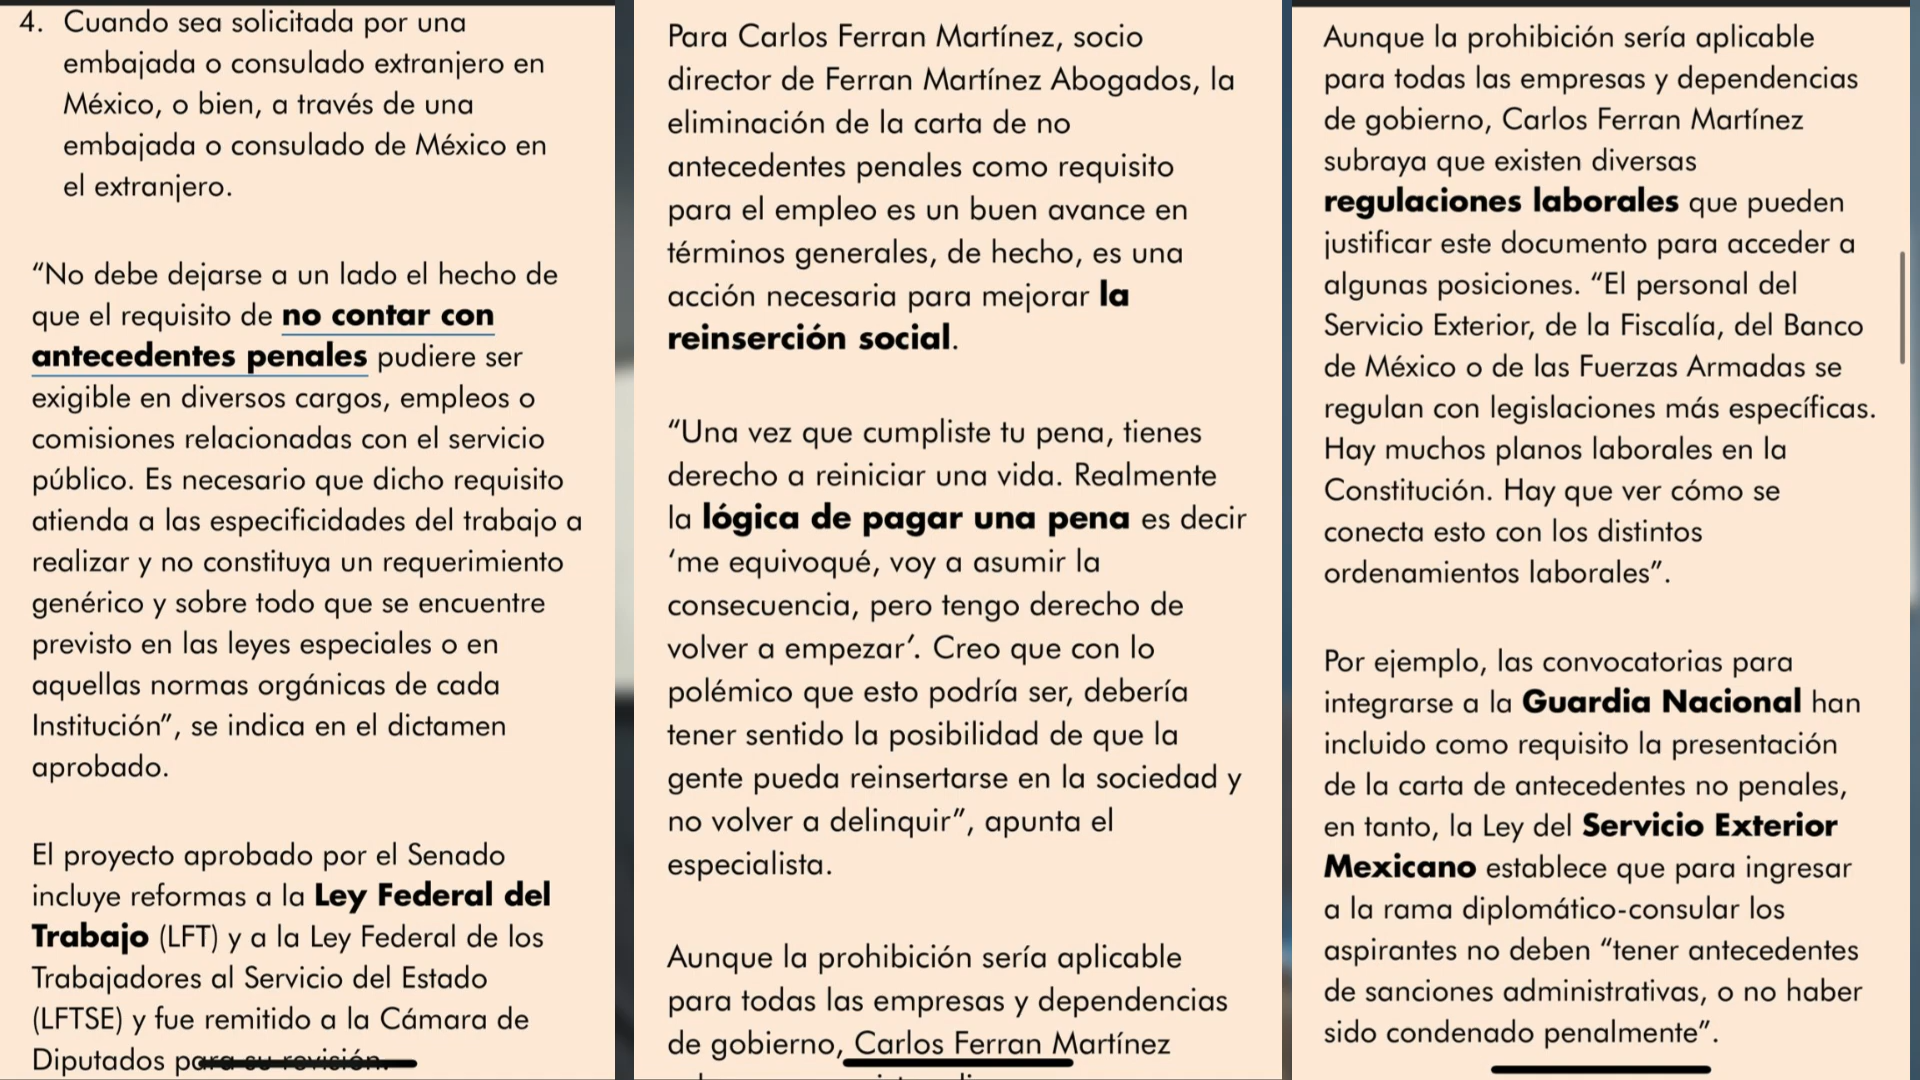 4. Cuando sea solicitada por una
embajada o consulado extranjero en
México, o bien, a través de una
embajada o consulado de México en
el extranjero.
“No debe dejarse a un lado el hecho de
que el requisito de no contar con
antecedentes penales pudiere ser
exigible en diversos cargos, empleos o
comisiones relacionadas con el servicio
público. Es necesario que dicho requisito
atienda a las especificidades del trabajo a
realizar y no constituya un requerimiento
genérico y sobre todo que se encuentre
previsto en las leyes especiales o en
aquellas normas orgánicas de cada
Institución”, se indica en el dictamen
aprobado.
El proyecto aprobado por el Senado
incluye reformas a la Ley Federal del
Trabajo (LFT) y a la Ley Federal de los
Trabajadores al Servicio del Estado
(LFTSE) y fue remitido a la Cámara de
Diputados para su revisión.
Para Carlos Ferran Martínez, socio
director de Ferran Martínez Abogados, la
eliminación de la carta de no
antecedentes penales como requisito
para el empleo es un buen avance en
términos generales, de hecho, es una
acción necesaria para mejorar la
reinserción social.
“Una vez que cumpliste tu pena, tienes
derecho a reiniciar una vida. Realmente
la lógica de pagar una pena es decir
‘me equivoqué, voy a asumir la
consecuencia, pero tengo derecho de
volver a empezar’. Creo que con lo
polémico que esto podría ser, debería
tener sentido la posibilidad de que la
gente pueda reinsertarse en la sociedad y
no volver a delinquir”, apunta el
especialista.
Aunque la prohibición sería aplicable
para todas las empresas y dependencias
de gobierno, Carlos Ferran Martínez
Aunque la prohibición sería aplicable
para todas las empresas y dependencias
de gobierno, Carlos Ferran Martínez
subraya que existen diversas
regulaciones laborales que pueden
justificar este documento para acceder a
algunas posiciones. “El personal del
Servicio Exterior, de la Fiscalía, del Banco
de México o de las Fuerzas Armadas se
regulan con legislaciones más específicas.
Hay muchos planos laborales en la
Constitución. Hay que ver cómo se
conecta esto con los distintos
ordenamientos laborales”.
Por ejemplo, las convocatorias para
integrarse a la Guardia Nacional han
incluido como requisito la presentación
de la carta de antecedentes no penales,
en tanto, la Ley del Servicio Exterior
Mexicano establece que para ingresar
a la rama diplomático-consular los
aspirantes no deben “tener antecedentes
de sanciones administrativas, o no haber
sido condenado penalmente”.